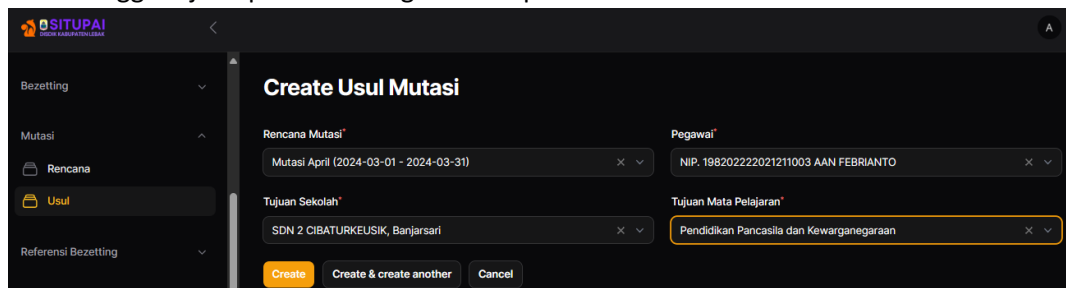 SITUPAI
DISDIK KABUPATEN LEBAK
A
Bezetting
Mutasi
Rencana
Usul
Referensi Bezetting
Create Usul Mutasi
Rencana Mutasi*
Mutasi April (2024-03-01 - 2024-03-31)
Pegawai*
NIP. 198202222021211003 AAN FEBRIANTO
Tujuan Sekolah*
SDN 2 CIBATURKEUSIK, Banjarsari
Tujuan Mata Pelajaran*
Pendidikan Pancasila dan Kewarganegaraan
Create
Create & create another
Cancel